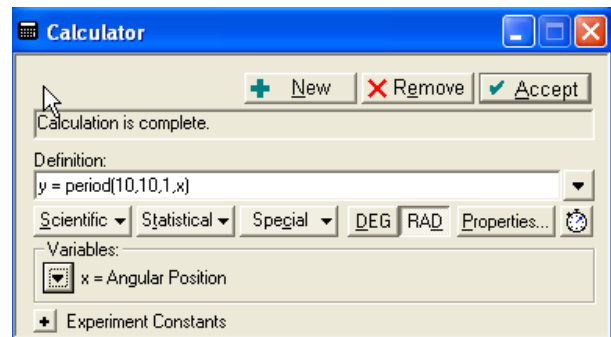 Calculator
New Remove Accept
Calculation is complete.
Definition:
y = period(10,10,1,x)
Scientific Statistical Special DEG RAD Properties...
Variables:
x = Angular Position
Experiment Constants